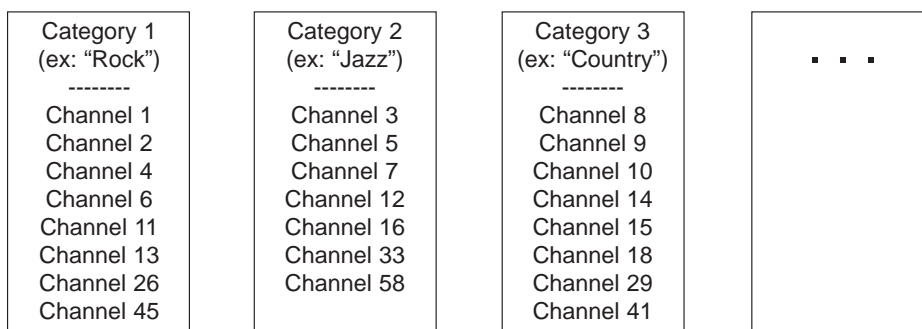 Category 1
(ex: “Rock”)
--------
Channel 1
Channel 2
Channel 4
Channel 6
Channel 11
Channel 13
Channel 26
Channel 45
Category 2
(ex: “Jazz”)
--------
Channel 3
Channel 5
Channel 7
Channel 12
Channel 16
Channel 33
Channel 58
Category 3
(ex: “Country”)
--------
Channel 8
Channel 9
Channel 10
Channel 14
Channel 15
Channel 18
Channel 29
Channel 41
. . .